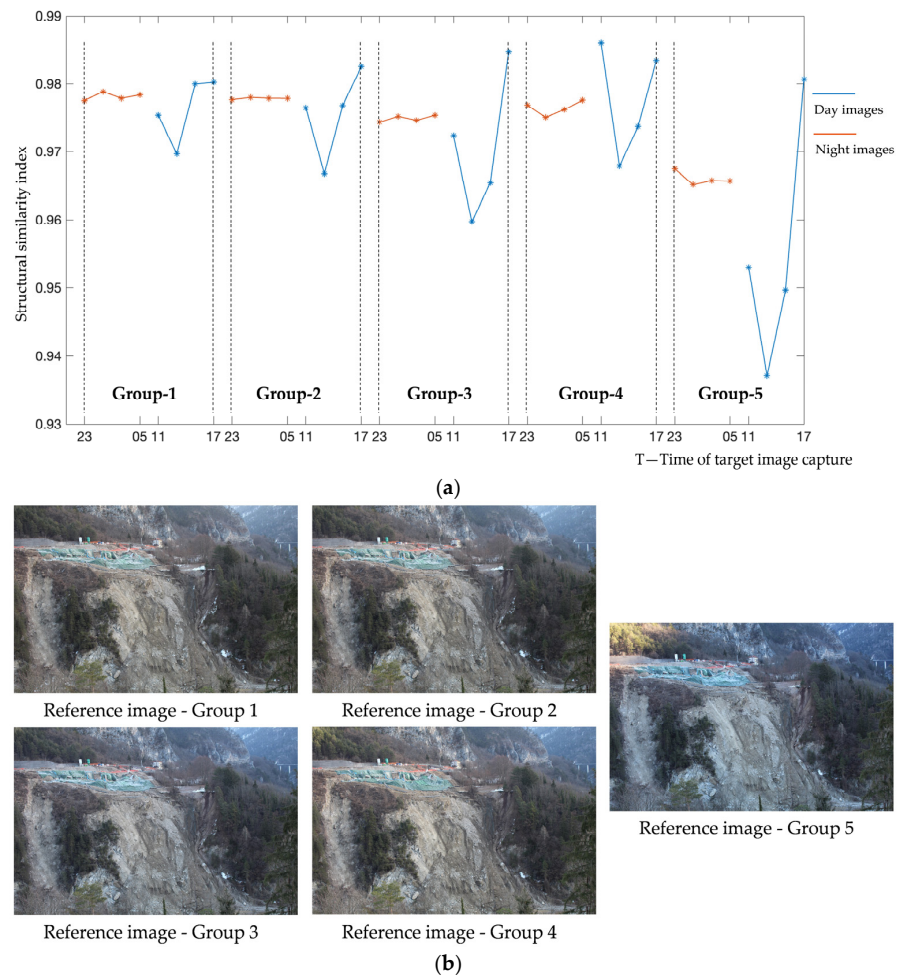 0.99
0.98
0.97
0.96
0.95
0.94
0.93
Structural similarity index
Day images
Night images
Group-1 Group-2 Group-3 Group-4 Group-5
23 05 11 17 23 05 11 17 23 05 11 17 23 05 11 17 23 05 11 17
T—Time of target image capture
(a)
Reference image - Group 1
Reference image - Group 2
Reference image - Group 3
Reference image - Group 4
Reference image - Group 5
(b)